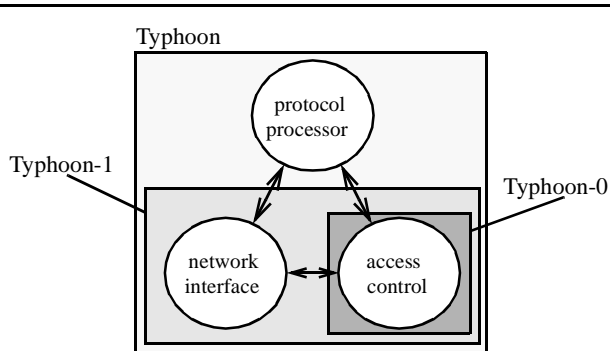 Typhoon
protocol
processor
Typhoon-1
Typhoon-0
network
interface
access
control